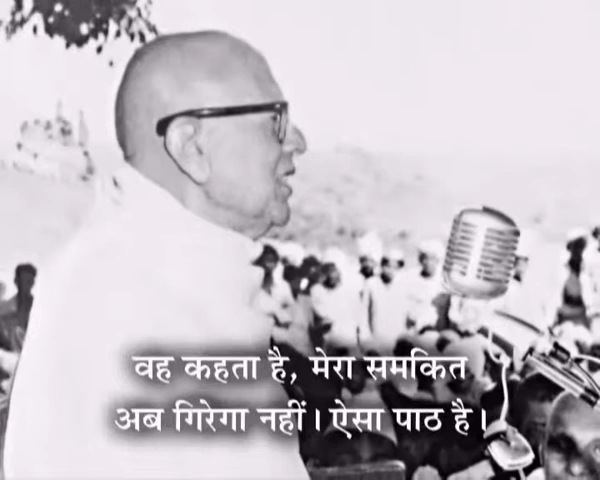 वह कहता है, मेरा समकित
अब गिरेगा नहीं। ऐसा पाठ है।